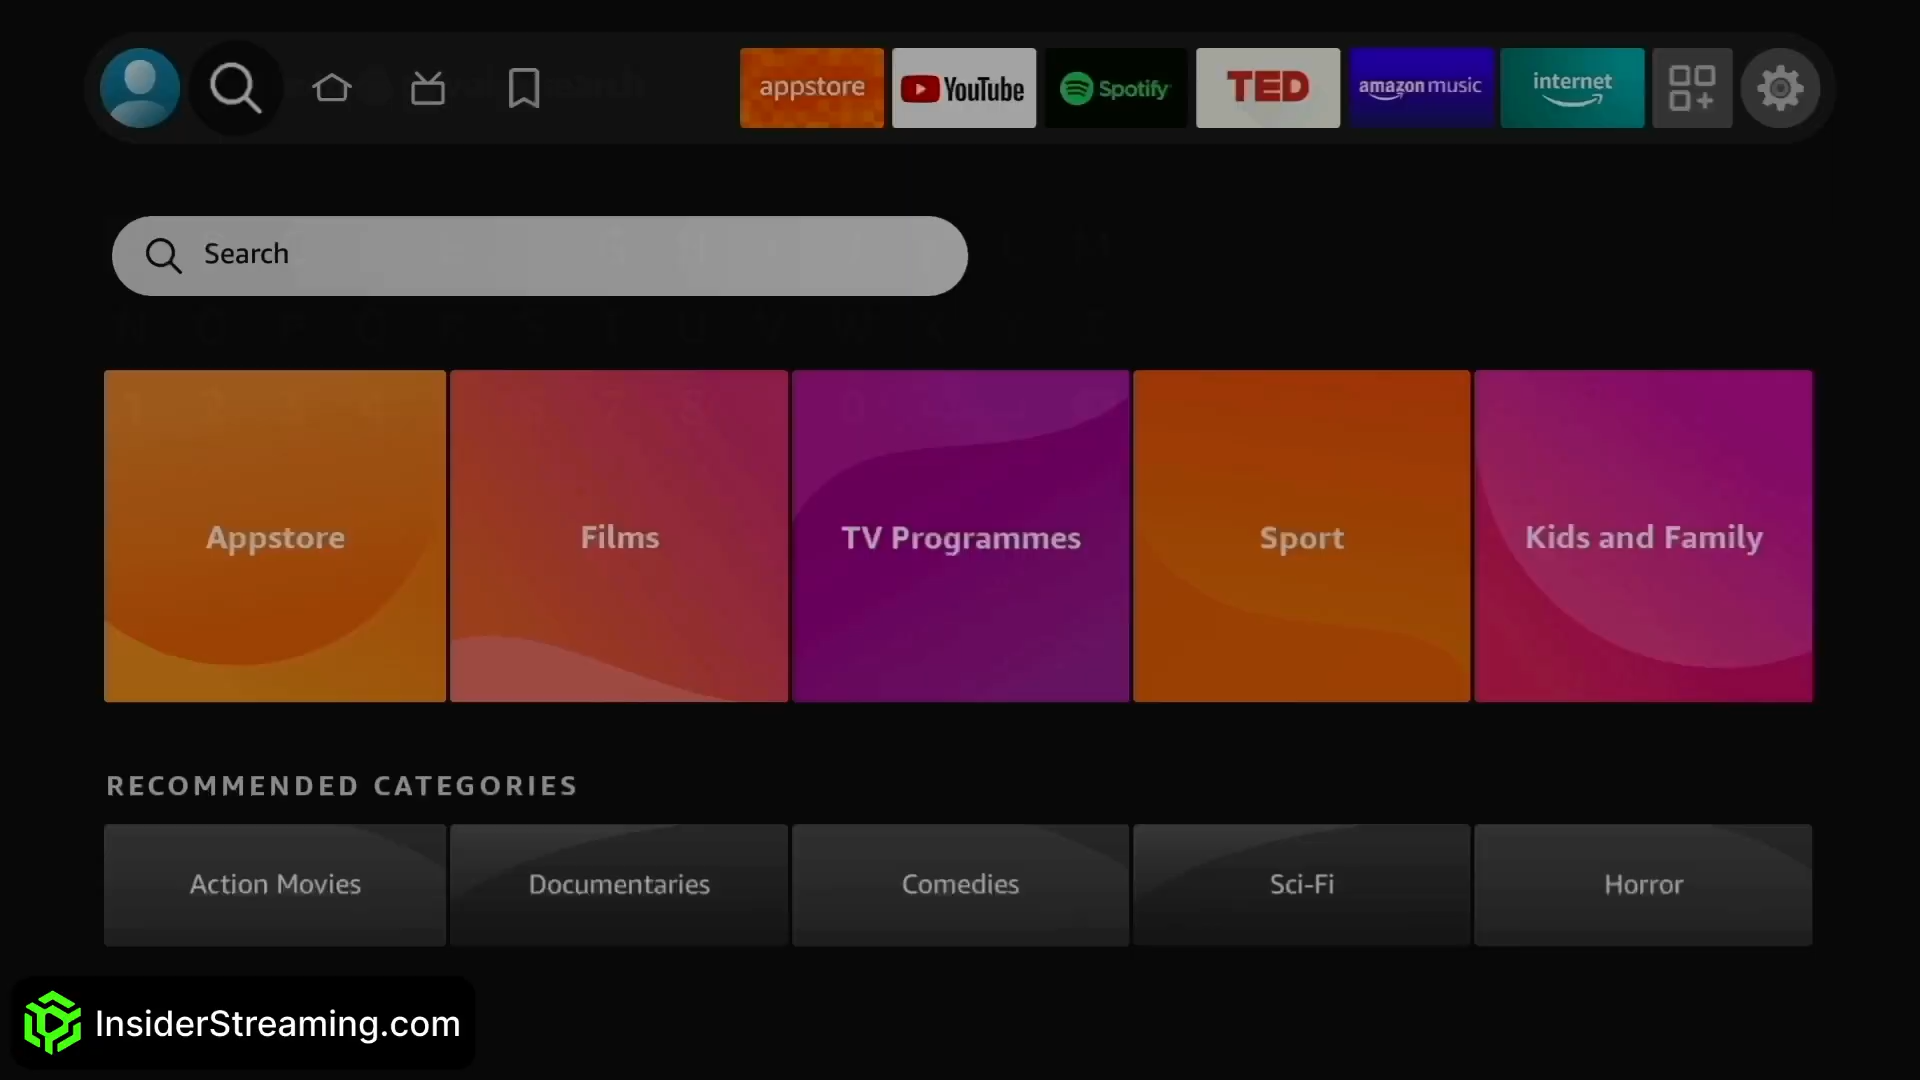 appstore
YouTube
Spotify
TED
amazon music
internet
Search
Appstore
Films
TV Programmes
Sport
Kids and Family
RECOMMENDED CATEGORIES
Action Movies
Documentaries
Comedies
Sci-Fi
Horror
InsiderStreaming.com